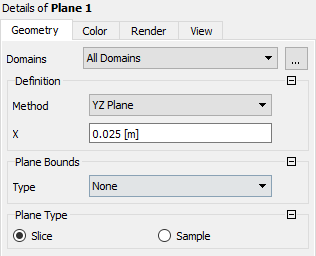 Details of Plane 1
Geometry Color Render View
Domains All Domains ...
Definition
Method YZ Plane
X 0.025 [m]
Plane Bounds
Type None
Plane Type
Slice Sample